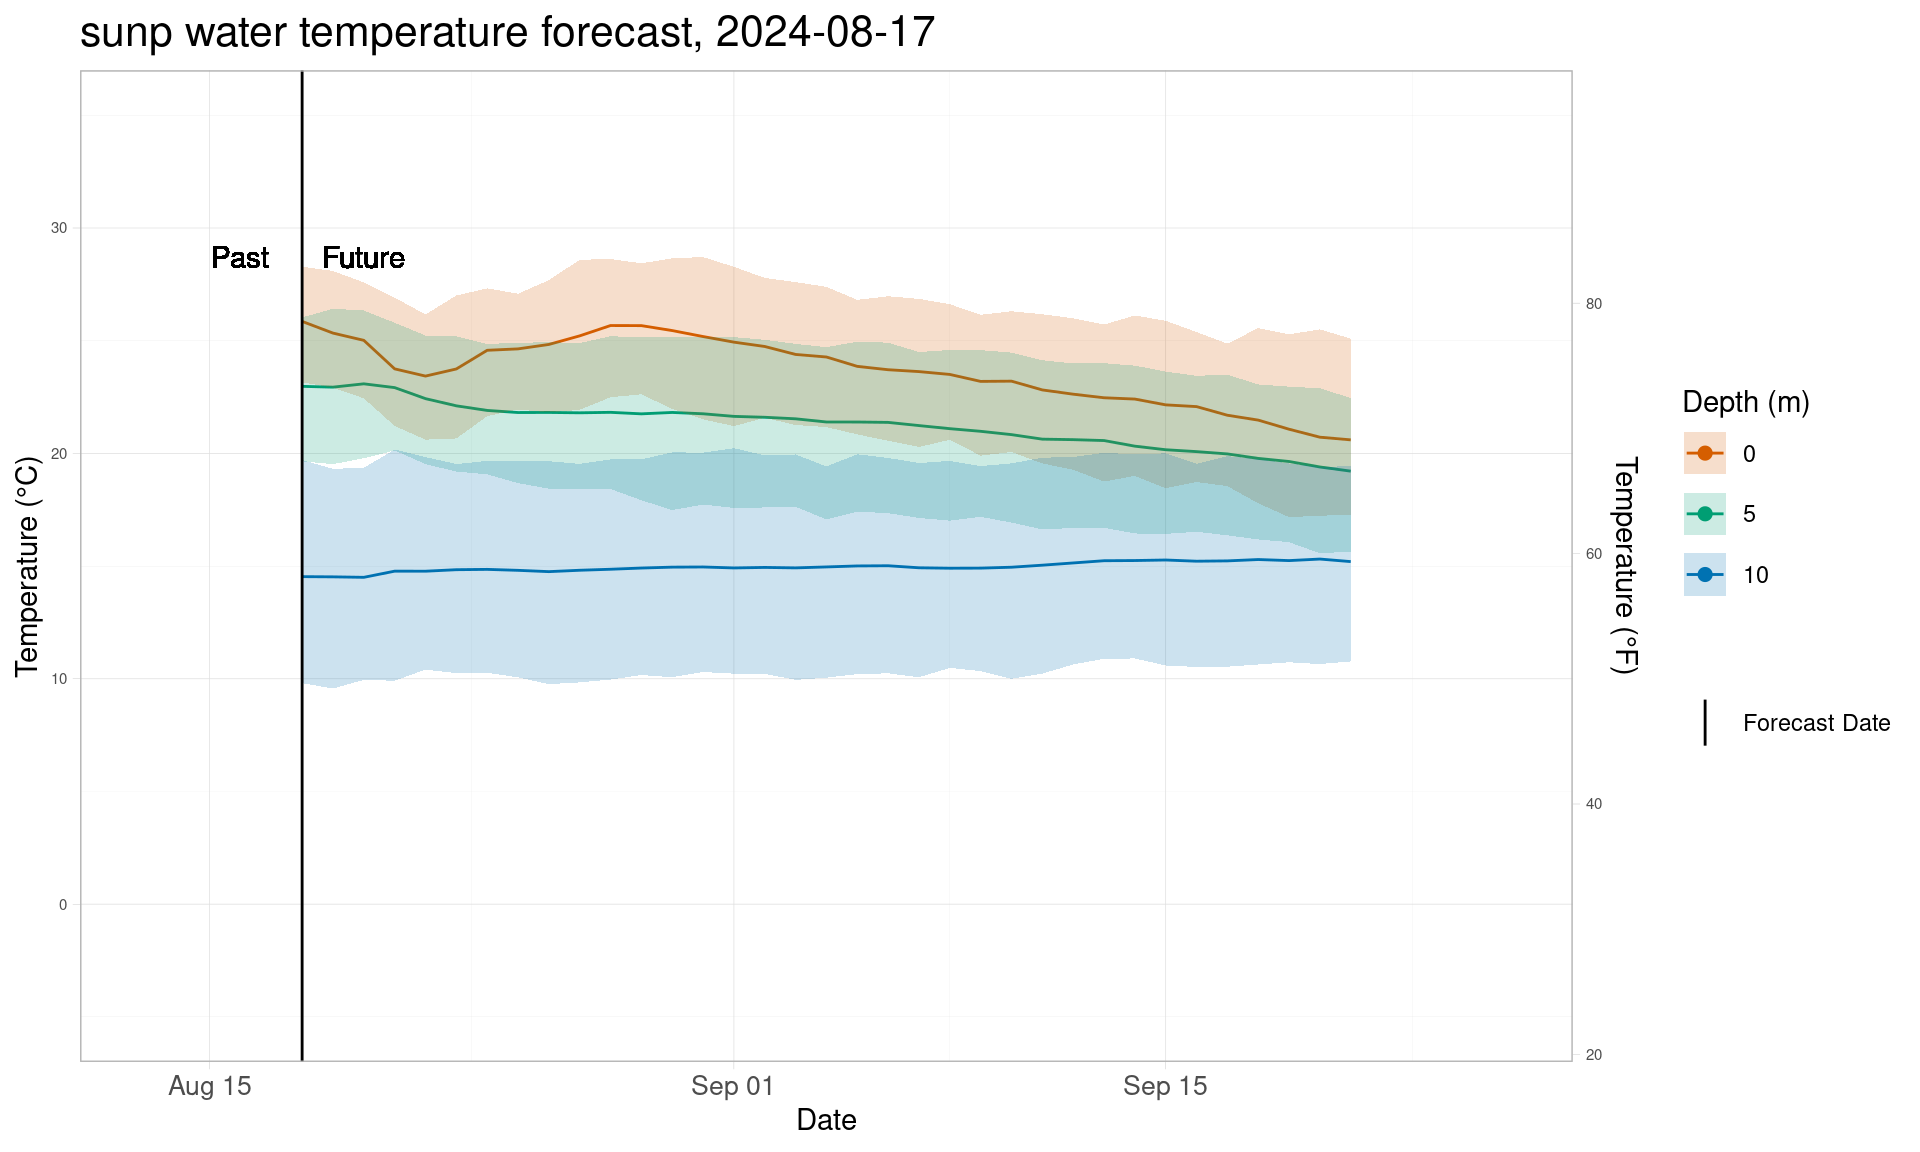 sunp water temperature forecast, 2024-08-17
Past
Future
30
20
10
0
Temperature (°C)
80
60
40
20
Temperature (°F)
Aug 15
Sep 01
Sep 15
Date
Depth (m)
0
5
10
Forecast Date